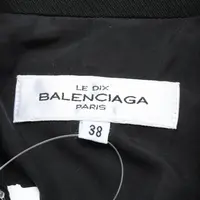 LE DIX
BALENCIAGA
PARIS
38